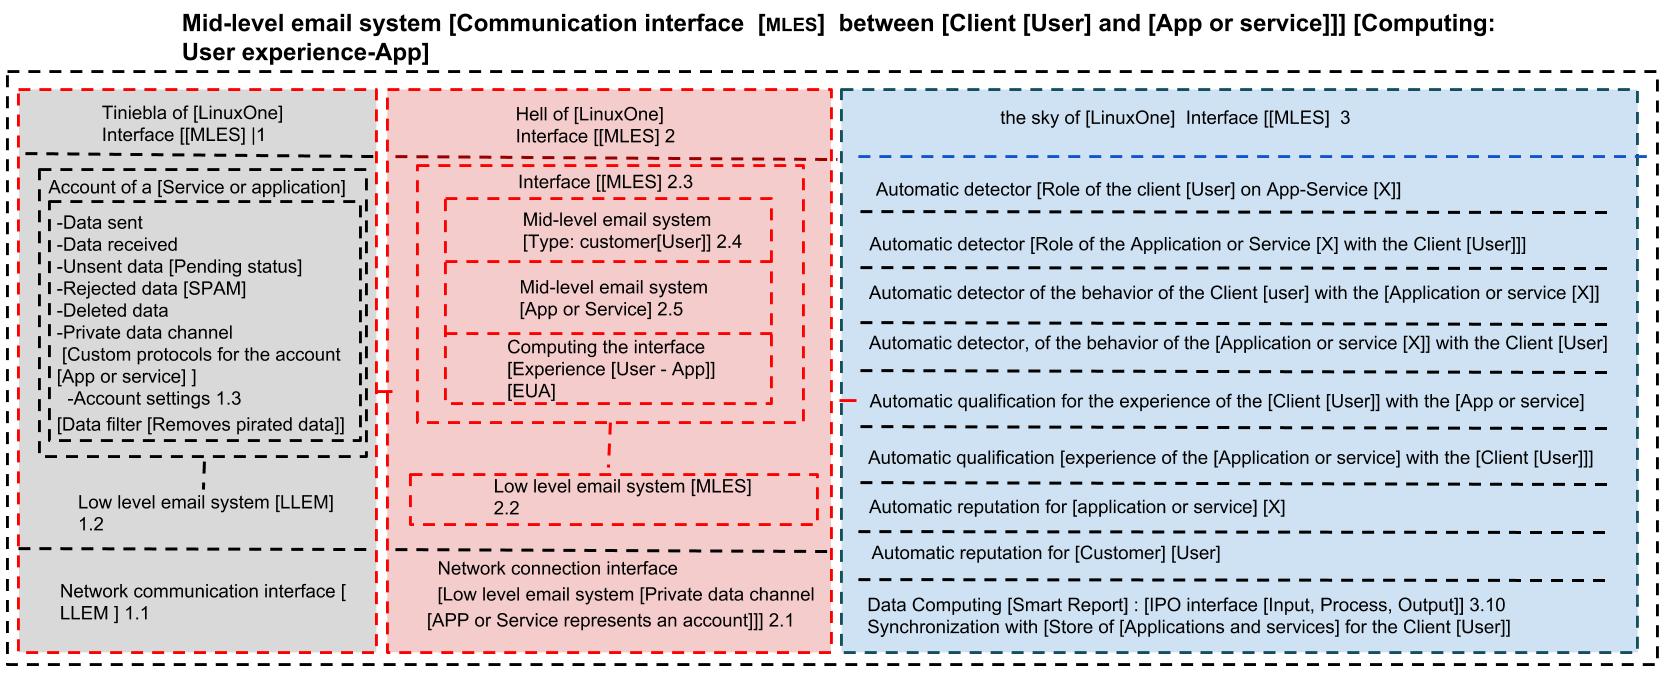 Mid-level email system [Communication interface [MLES] between [Client [User] and [App or service]]] [Computing:
User experience-App]
Tiniebla of [LinuxOne]
Interface [[MLES] |1
Account of a [Service or application]
-Data sent
-Data received
-Unsent data [Pending status]
-Rejected data [SPAM]
-Deleted data
-Private data channel
[Custom protocols for the account
[App or service] ]
-Account settings 1.3
[Data filter [Removes pirated data]]
Low level email system [LLEM]
1.2
Network communication interface [
LLEM ] 1.1
Hell of [LinuxOne]
Interface [[MLES] 2
Interface [[MLES] 2.3
Mid-level email system
[Type: customer[User]] 2.4
Mid-level email system
[App or Service] 2.5
Computing the interface
[Experience [User - App]]
[EUA]
Low level email system [MLES]
2.2
Network connection interface
[Low level email system [Private data channel
[APP or Service represents an account]]] 2.1
the sky of [LinuxOne] Interface [[MLES] 3
Automatic detector [Role of the client [User] on App-Service [X]]
Automatic detector [Role of the Application or Service [X] with the Client [User]]]
Automatic detector of the behavior of the Client [user] with the [Application or service [X]]
Automatic detector, of the behavior of the [Application or service [X]] with the Client [User]
Automatic qualification for the experience of the [Client [User]] with the [App or service]
Automatic qualification [experience of the [Application or service] with the [Client [User]]]
Automatic reputation for [application or service] [X]
Automatic reputation for [Customer] [User]
Data Computing [Smart Report] : [IPO interface [Input, Process, Output]] 3.10
Synchronization with [Store of [Applications and services] for the Client [User]]